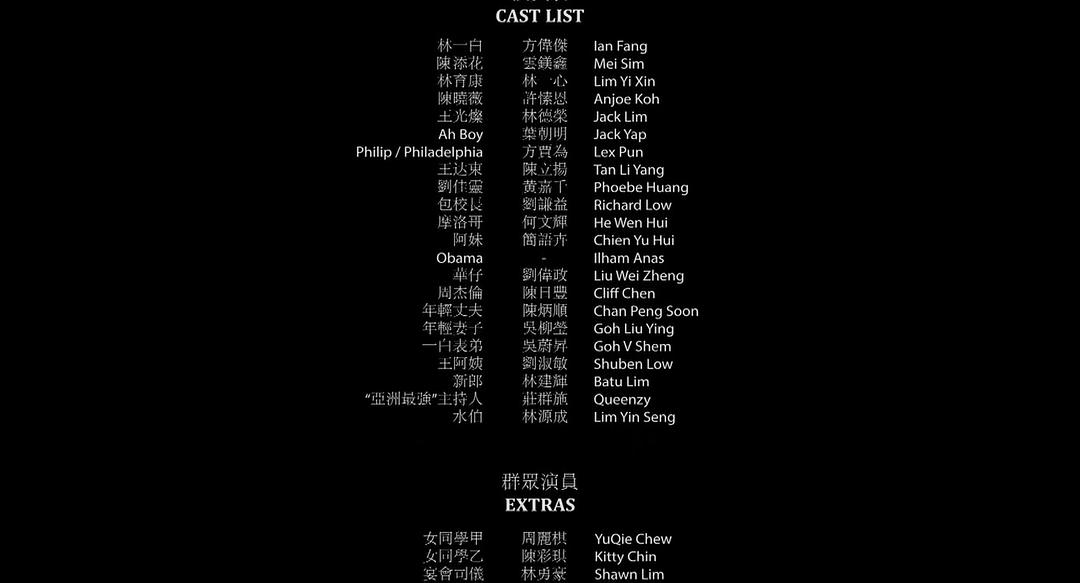 CAST LIST
林一白 方偉傑 Ian Fang
陳添花 雲鎂鑫 Mei Sim
林育康 林一心 Lim Yi Xin
陳曉薇 許愫恩 Anjoe Koh
王光燦 林德榮 Jack Lim
Ah Boy 葉朝明 Jack Yap
Philip / Philadelphia 方賈為 Lex Pun
王达東 陳立揚 Tan Li Yang
劉佳靈 黃嘉千 Phoebe Huang
包校長 劉謙益 Richard Low
摩洛哥 何文輝 He Wen Hui
阿妹 簡語卉 Chien Yu Hui
Obama - Ilham Anas
華仔 劉偉政 Liu Wei Zheng
周杰倫 陳日豐 Cliff Chen
年輕丈夫 陳炳順 Chan Peng Soon
年輕妻子 吳柳瑩 Goh Liu Ying
一白表弟 吳蔚昇 Goh V Shem
王阿姨 劉淑敏 Shuben Low
新郎 林建輝 Batu Lim
“亞洲最強”主持人 莊群施 Queenzy
水伯 林源成 Lim Yin Seng
群眾演員
EXTRAS
女同學甲 周麗棋 YuQie Chew
女同學乙 陳彩琪 Kitty Chin
宴會司儀 林勇豪 Shawn Lim